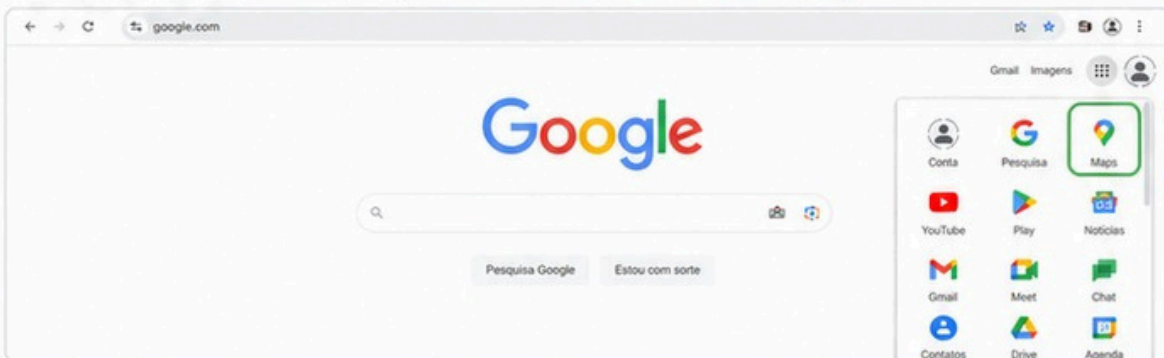 google.com
Gmail Imagens
Google
Conta Pesquisa Maps
YouTube Play Notícias
Pesquisa Google Estou com sorte
Gmail Meet Chat
Contatos Drive Agenda